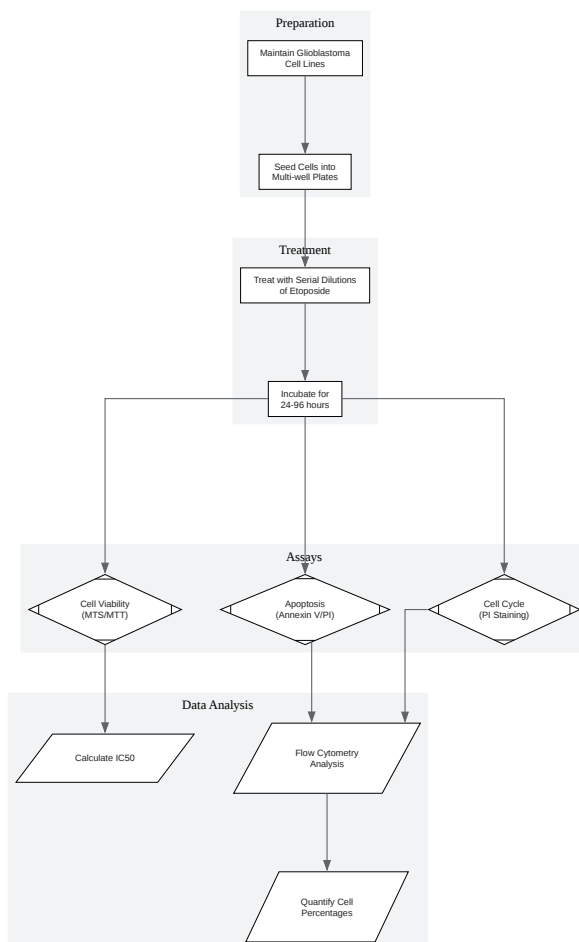 Preparation
Maintain Glioblastoma
Cell Lines
Seed Cells into
Multi-well Plates
Treatment
Treat with Serial Dilutions
of Etoposide
Incubate for
24-96 hours
Assays
Cell Viability
(MTS/MTT)
Apoptosis
(Annexin V/PI)
Cell Cycle
(PI Staining)
Data Analysis
Calculate IC50
Flow Cytometry
Analysis
Quantify Cell
Percentages